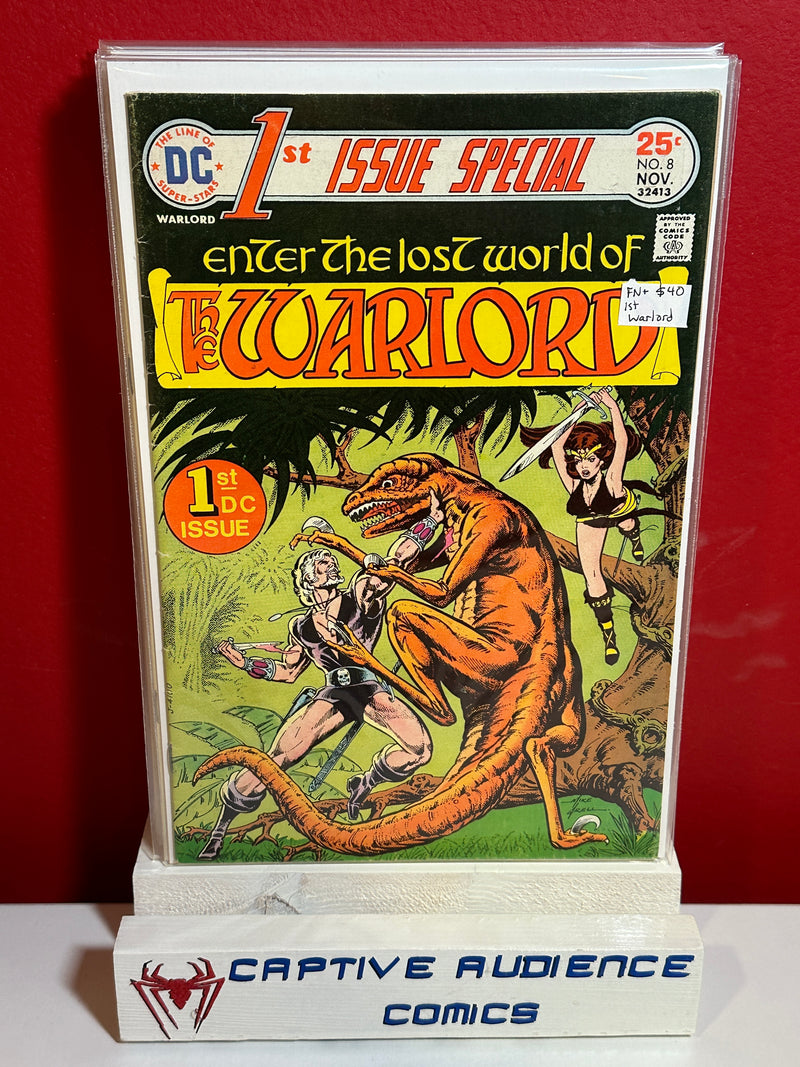 THE LINE OF
DC
SUPER-STARS
1st ISSUE SPECIAL
25¢
NO. 8
NOV.
32413
WARLORD
APPROVED
BY THE
COMICS
CODE
AUTHORITY
enter the lost world of
THE WARLORD
FN+ $40
1st
Warlord
1st
DC
ISSUE
MIKE
GRELL
CAPTIVE AUDIENCE
COMICS